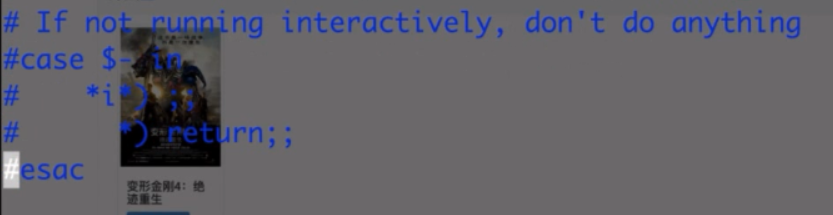 # If not running interactively, don't do anything
#case $- in
#    *i*) ;;
#      *) return;;
#esac
变形金刚4：绝
迹重生